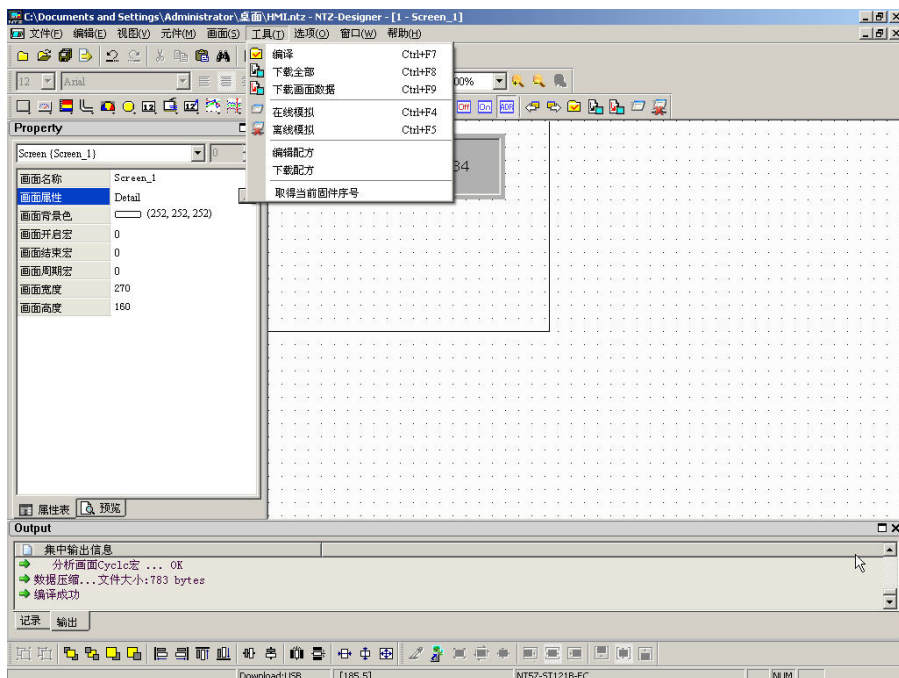 C:\Documents and Settings\Administrator\桌面\HMI.ntz - NTZ-Designer - [1 - Screen_1]
文件(F) 编辑(E) 视图(V) 元件(M) 画面(S) 工具(T) 选项(O) 窗口(W) 帮助(H)
编译 Ctrl+F7
下载全部 Ctrl+F8
下载画面数据 Ctrl+F9
在线模拟 Ctrl+F4
离线模拟 Ctrl+F5
编辑配方
下载配方
取得当前固件序号
12 Arial
00%
Off On ADR
Property
Screen {Screen_1} 0
34
画面名称 Screen_1
画面属性 Detail
画面背景色 (252, 252, 252)
画面开启宏 0
画面结束宏 0
画面周期宏 0
画面宽度 270
画面高度 160
属性表 预览
Output
集中输出信息
分析画面Cyclc宏 ... OK
数据压缩...文件大小:783 bytes
编译成功
记录 输出
Download:USB [185,5] NT5Z-ST121B-EC NUM